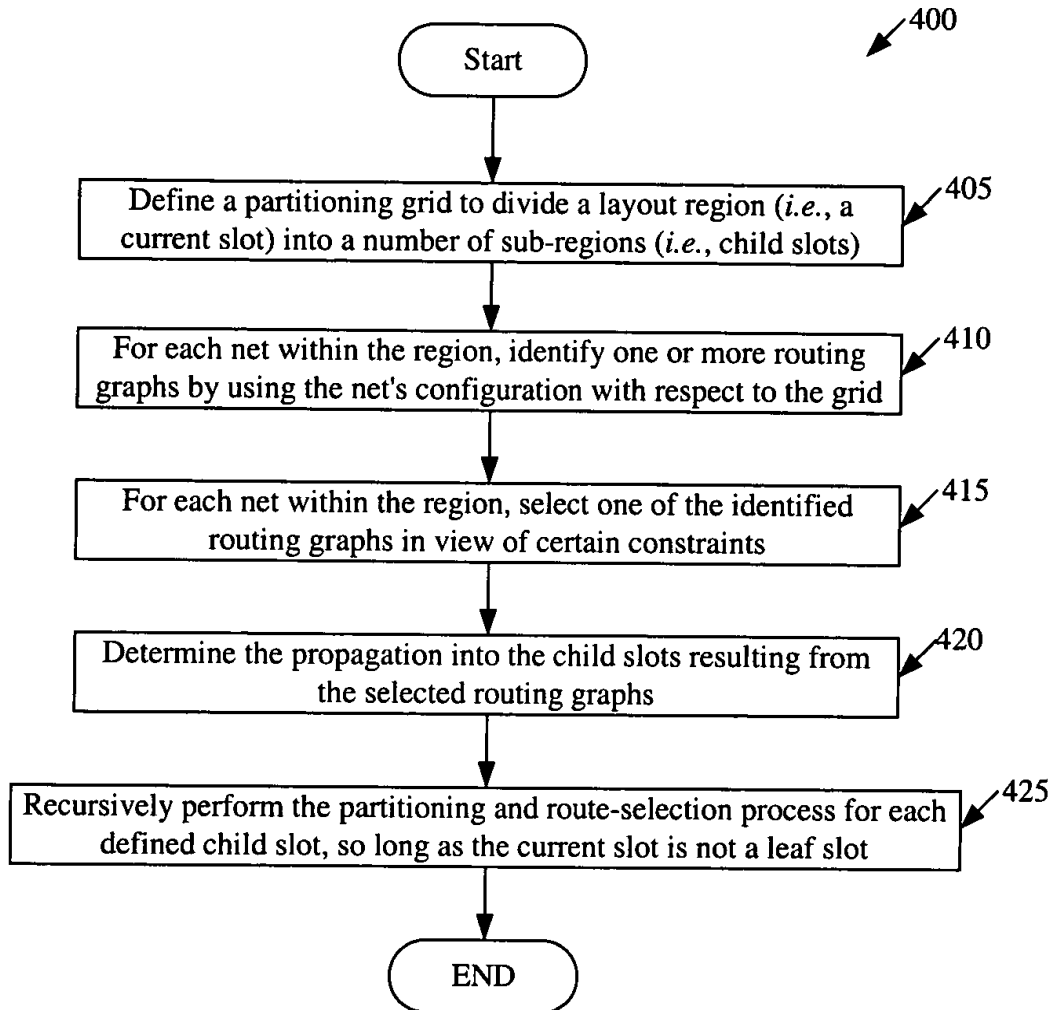 400
Start
405
Define a partitioning grid to divide a layout region (i.e., a
current slot) into a number of sub-regions (i.e., child slots)
410
For each net within the region, identify one or more routing
graphs by using the net's configuration with respect to the grid
415
For each net within the region, select one of the identified
routing graphs in view of certain constraints
420
Determine the propagation into the child slots resulting from
the selected routing graphs
425
Recursively perform the partitioning and route-selection process for each
defined child slot, so long as the current slot is not a leaf slot
END